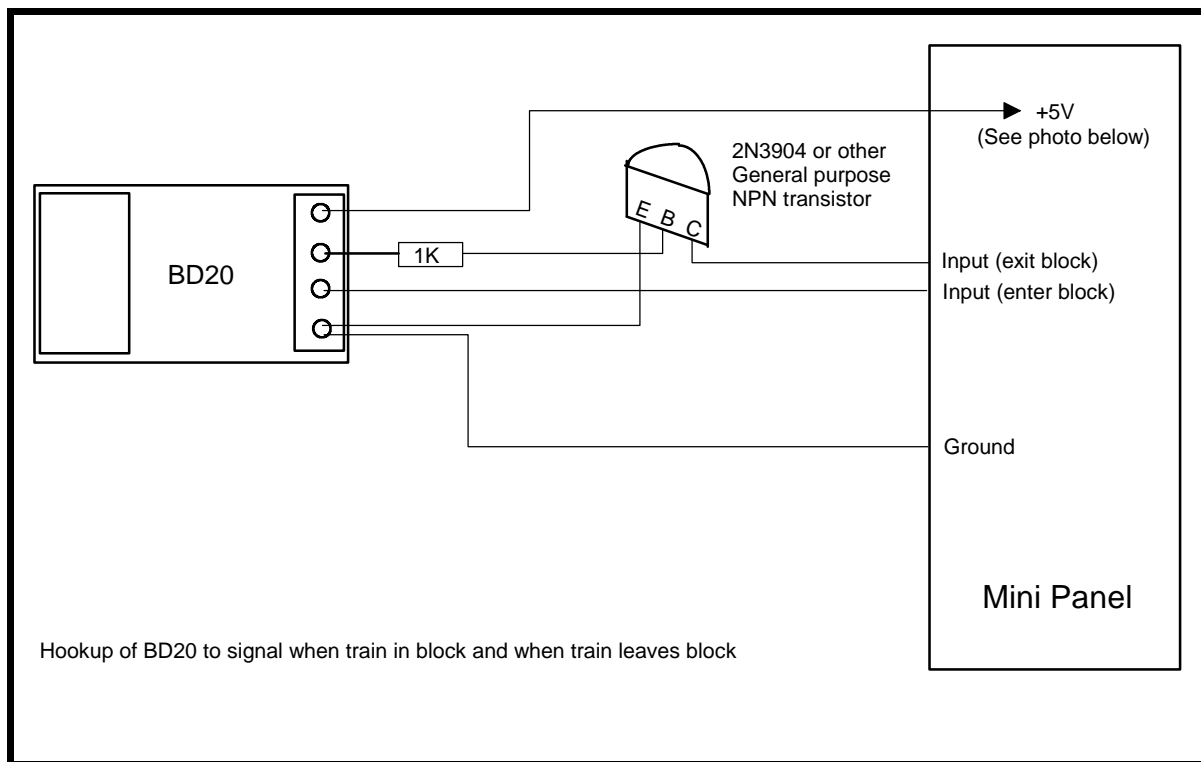 +5V
(See photo below)
2N3904 or other
General purpose
NPN transistor
E B C
1K
BD20
Input (exit block)
Input (enter block)
Ground
Mini Panel
Hookup of BD20 to signal when train in block and when train leaves block